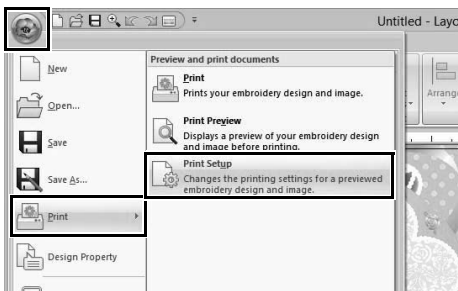 Untitled - Layo
New
Open...
Save
Save As...
Print
Design Property
Preview and print documents
Print
Prints your embroidery design and image.
Print Preview
Displays a preview of your embroidery design
and image before printing.
Print Setup
Changes the printing settings for a previewed
embroidery design and image.
Arrang